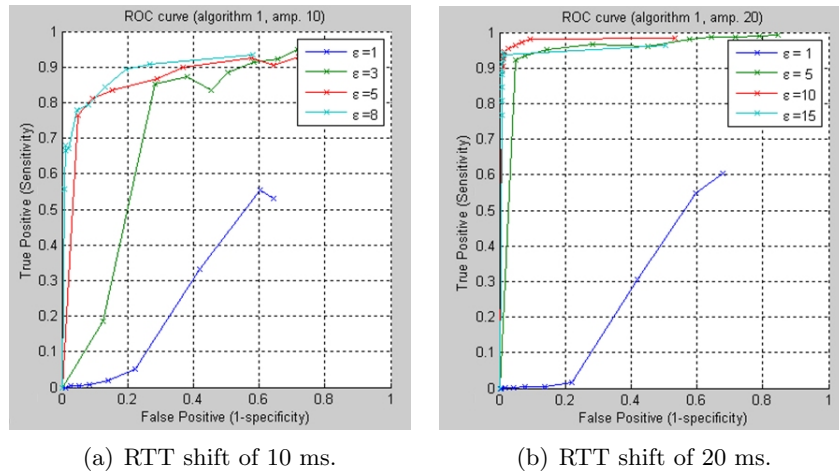 ROC curve (algorithm 1, amp. 10)
True Positive (Sensitivity)
1
0.9
0.8
0.7
0.6
0.5
0.4
0.3
0.2
0.1
0
ε=1
ε=3
ε=5
ε=8
0 0.2 0.4 0.6 0.8 1
False Positive (1-specificity)
(a) RTT shift of 10 ms.
ROC curve (algorithm 1, amp. 20)
True Positive (Sensitivity)
1
0.9
0.8
0.7
0.6
0.5
0.4
0.3
0.2
0.1
0
ε= 1
ε= 5
ε= 10
ε= 15
0 0.2 0.4 0.6 0.8 1
False Positive (1-specificity)
(b) RTT shift of 20 ms.